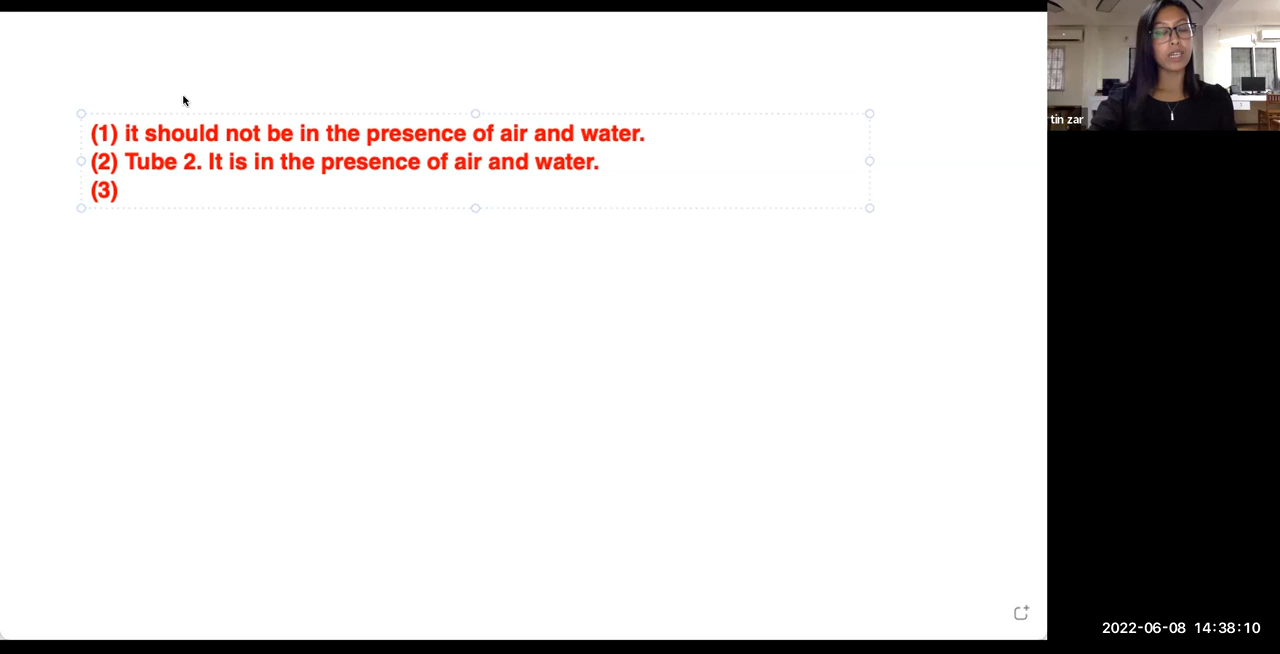 (1) it should not be in the presence of air and water.
(2) Tube 2. It is in the presence of air and water.
(3)
tin zar
2022-06-08 14:38:10